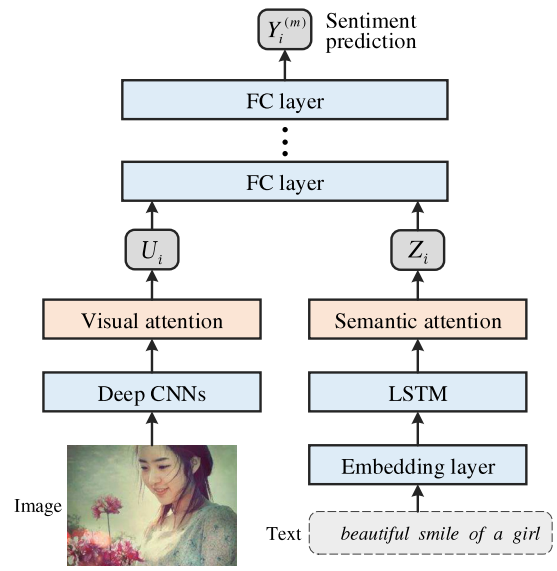 Y_i^(m)
Sentiment
prediction
FC layer
FC layer
U_i
Z_i
Visual attention
Semantic attention
Deep CNNs
LSTM
Embedding layer
Image
Text
beautiful smile of a girl